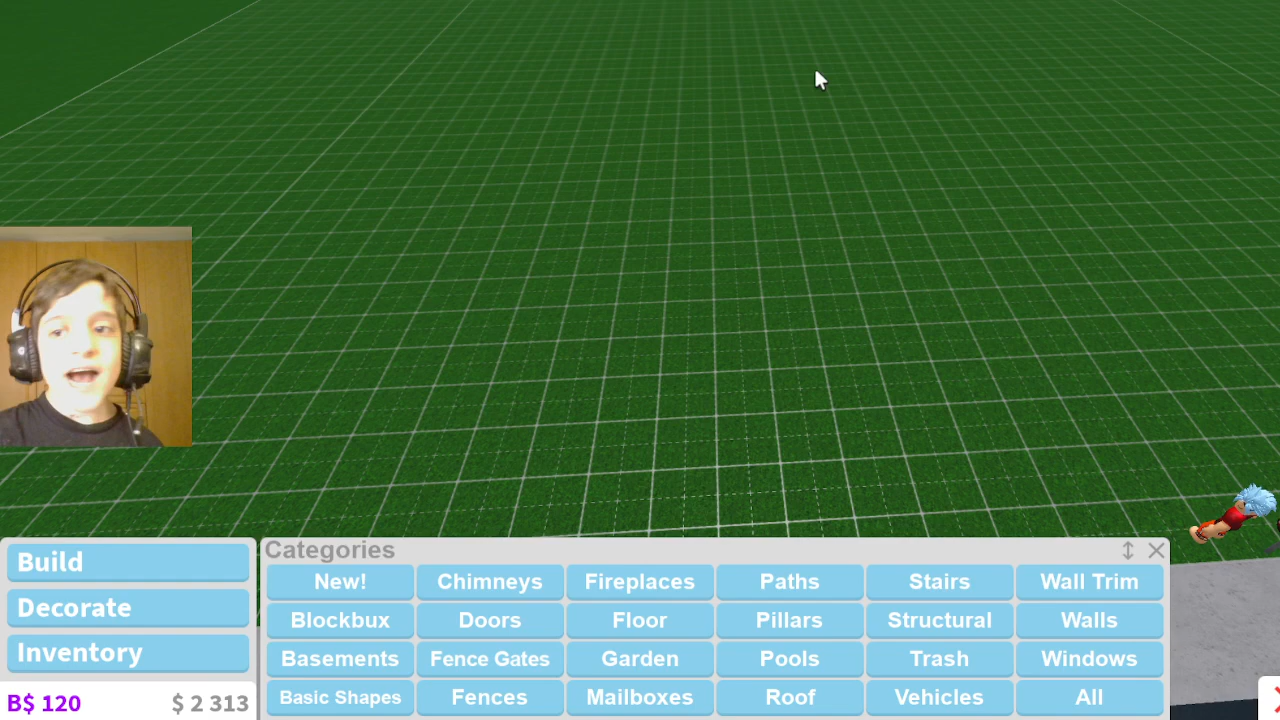 Build
Decorate
Inventory
B$ 120 $ 2 313
Categories
New! Chimneys Fireplaces Paths Stairs Wall Trim
Blockbux Doors Floor Pillars Structural Walls
Basements Fence Gates Garden Pools Trash Windows
Basic Shapes Fences Mailboxes Roof Vehicles All